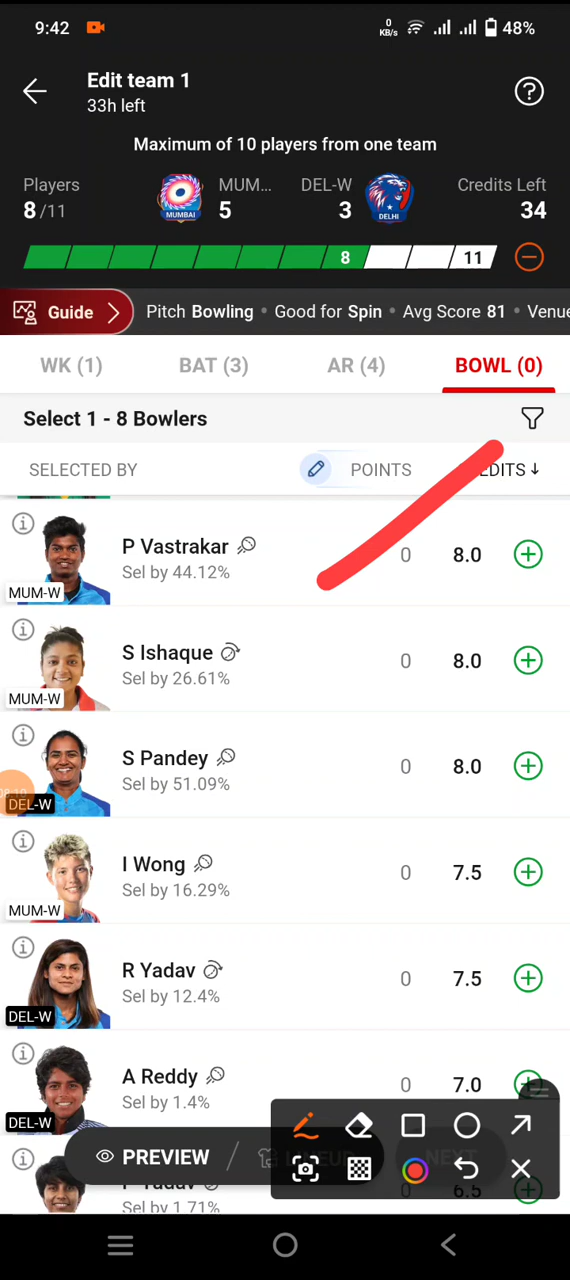 9:42
0
KB/s
48%
Edit team 1
33h left
Maximum of 10 players from one team
Players
8/11
MUMBAI
MUM...
5
DEL-W
3
DELHI
Credits Left
34
8
11
Guide
Pitch Bowling • Good for Spin • Avg Score 81 • Venue
WK (1)
BAT (3)
AR (4)
BOWL (0)
Select 1 - 8 Bowlers
SELECTED BY
POINTS
EDITS ↓
P Vastrakar
Sel by 44.12%
MUM-W
0
8.0
S Ishaque
Sel by 26.61%
MUM-W
0
8.0
S Pandey
Sel by 51.09%
DEL-W
0
8.0
I Wong
Sel by 16.29%
MUM-W
0
7.5
R Yadav
Sel by 12.4%
DEL-W
0
7.5
A Reddy
Sel by 1.4%
DEL-W
0
7.0
PREVIEW
NEXT
Yadav
Sel by 1.71%
0
6.5